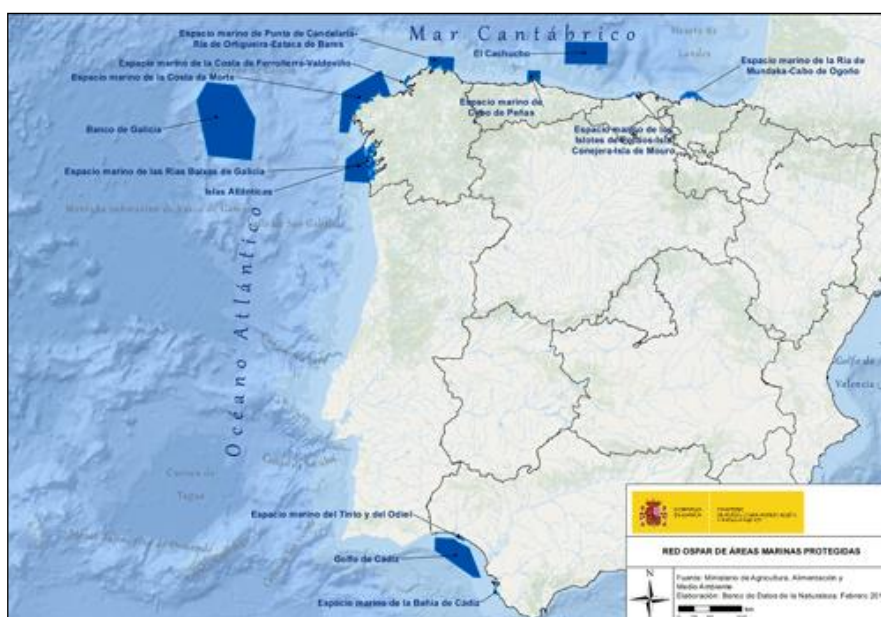 Espacio marino de Punta de Candelaria-
Ría de Ortigueira-Estaca de Bares
Mar Cantábrico
El Cachucho
Espacio marino de la Costa de Ferrolterra-Valdoviño
Espacio marino de la Costa da Morte
Espacio marino de la Ría de
Mundaka-Cabo de Ogoño
Banco de Galicia
Espacio marino de
Cabo de Peñas
Espacio marino de los
Islotes de Portios-Isla
Conejera-Isla de Mouro
Espacio marino de las Rías Baixas de Galicia
Islas Atlánticas
Océano Atlántico
Golfo de
Valencia
Tagus
Espacio marino del Tinto y del Odiel
Golfo de Cádiz
Espacio marino de la Bahía de Cádiz
RED OSPAR DE ÁREAS MARINAS PROTEGIDAS
N
Fuente: Ministerio de Agricultura, Alimentación y
Medio Ambiente
Elaboración: Banco de Datos de la Naturaleza. Febrero
km